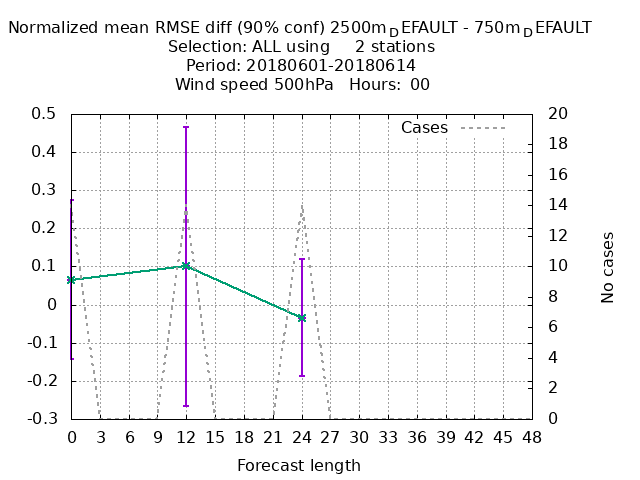 Normalized mean RMSE diff (90% conf) 2500m_DEFAULT - 750m_DEFAULT
Selection: ALL using 2 stations
Period: 20180601-20180614
Wind speed 500hPa Hours: 00
Cases
0.5
0.4
0.3
0.2
0.1
0
-0.1
-0.2
-0.3
20
18
16
14
12
10
8
6
4
2
0
No cases
0 3 6 9 12 15 18 21 24 27 30 33 36 39 42 45 48
Forecast length